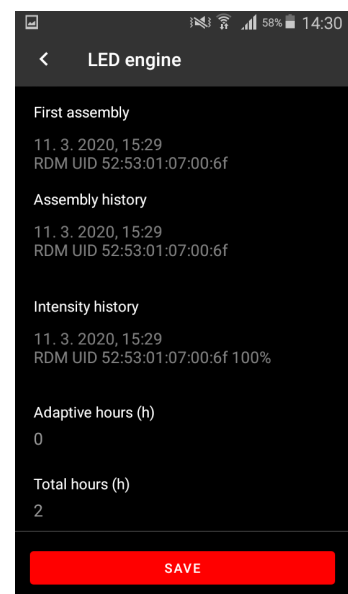 58% 14:30
LED engine
First assembly
11. 3. 2020, 15:29
RDM UID 52:53:01:07:00:6f
Assembly history
11. 3. 2020, 15:29
RDM UID 52:53:01:07:00:6f
Intensity history
11. 3. 2020, 15:29
RDM UID 52:53:01:07:00:6f 100%
Adaptive hours (h)
0
Total hours (h)
2
SAVE